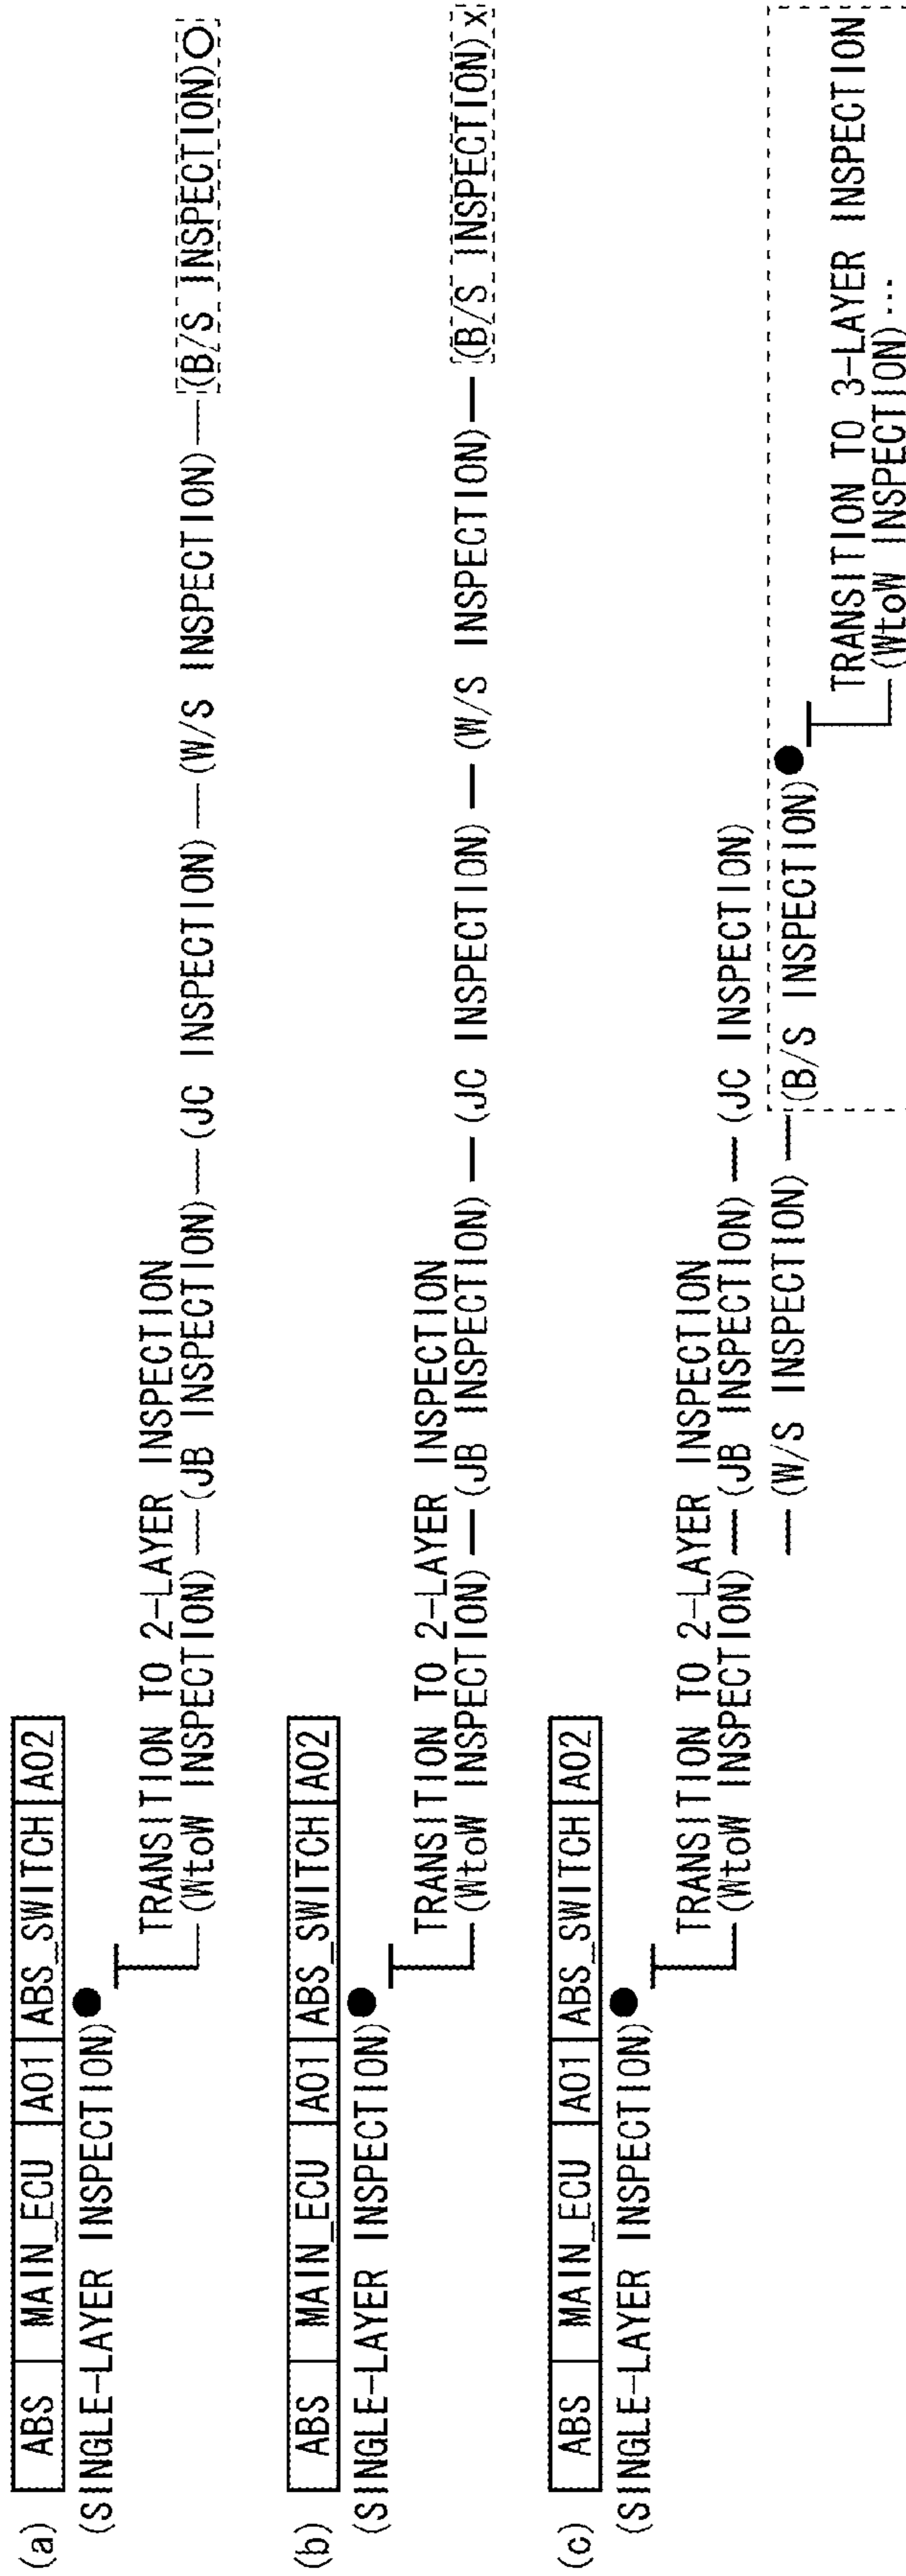 (a) ABS MAIN_ECU A01 ABS_SWITCH A02
(SINGLE-LAYER INSPECTION)●
TRANSITION TO 2-LAYER INSPECTION
(WtoW INSPECTION) — (JB INSPECTION) — (JC INSPECTION) — (W/S INSPECTION) — (B/S INSPECTION)○
(b) ABS MAIN_ECU A01 ABS_SWITCH A02
(SINGLE-LAYER INSPECTION)●
TRANSITION TO 2-LAYER INSPECTION
(WtoW INSPECTION) — (JB INSPECTION) — (JC INSPECTION) — (W/S INSPECTION) — (B/S INSPECTION)x
(c) ABS MAIN_ECU A01 ABS_SWITCH A02
(SINGLE-LAYER INSPECTION)●
TRANSITION TO 2-LAYER INSPECTION
(WtoW INSPECTION) — (JB INSPECTION) — (JC INSPECTION)
— (W/S INSPECTION) — (B/S INSPECTION)●
TRANSITION TO 3-LAYER INSPECTION
(WtoW INSPECTION)...